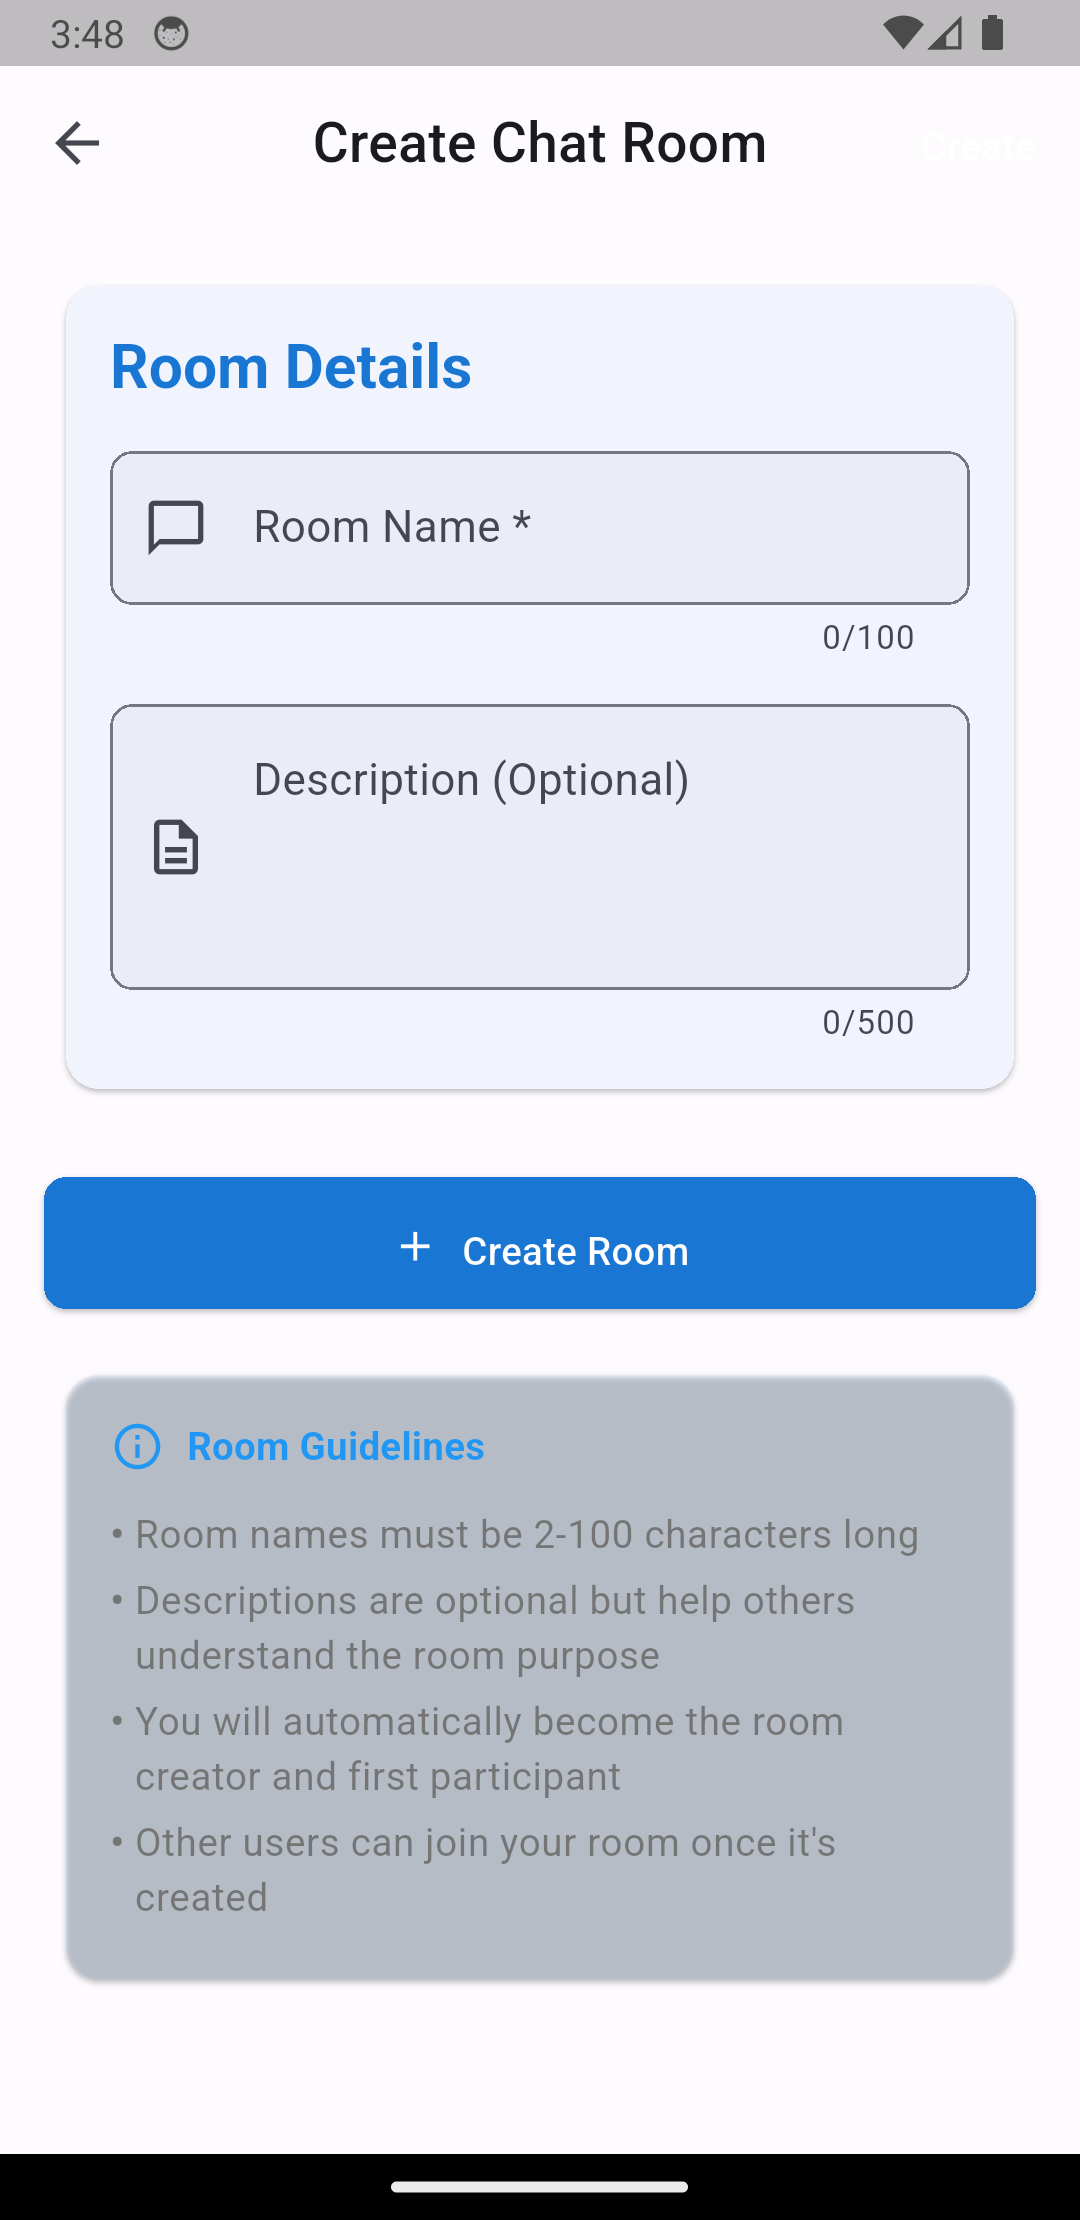 3:48
Create Chat Room
Create
Room Details
Room Name *
0/100
Description (Optional)
0/500
+ Create Room
Room Guidelines
• Room names must be 2-100 characters long
• Descriptions are optional but help others
understand the room purpose
• You will automatically become the room
creator and first participant
• Other users can join your room once it's
created